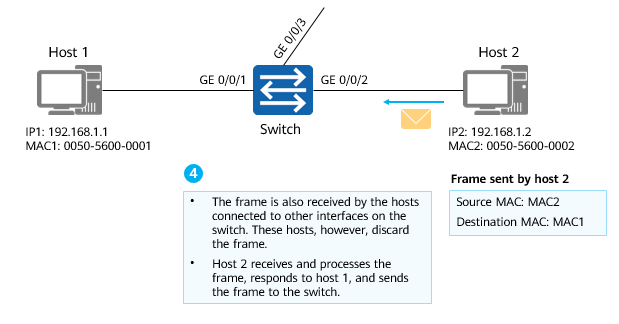 GE 0/0/3
Host 1
Host 2
GE 0/0/1
GE 0/0/2
Switch
IP1: 192.168.1.1
MAC1: 0050-5600-0001
IP2: 192.168.1.2
MAC2: 0050-5600-0002
4
• The frame is also received by the hosts
connected to other interfaces on the
switch. These hosts, however, discard
the frame.
• Host 2 receives and processes the
frame, responds to host 1, and sends
the frame to the switch.
Frame sent by host 2
Source MAC: MAC2
Destination MAC: MAC1